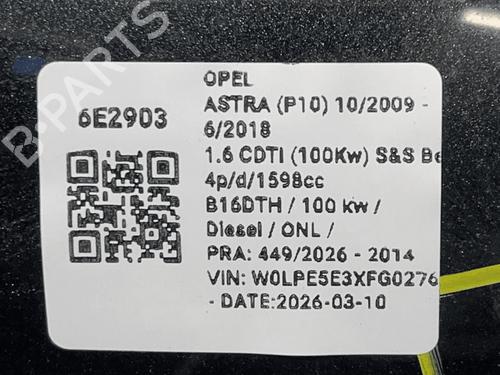 OPEL
6E2903
ASTRA (P10) 10/2009 -
6/2018
1.6 CDTI (100Kw) S&S Be
4p/d/1598cc
B16DTH / 100 kw /
Diesel / ONL /
PRA: 449/2026 - 2014
VIN: W0LPE5E3XFG0276
- DATE:2026-03-10